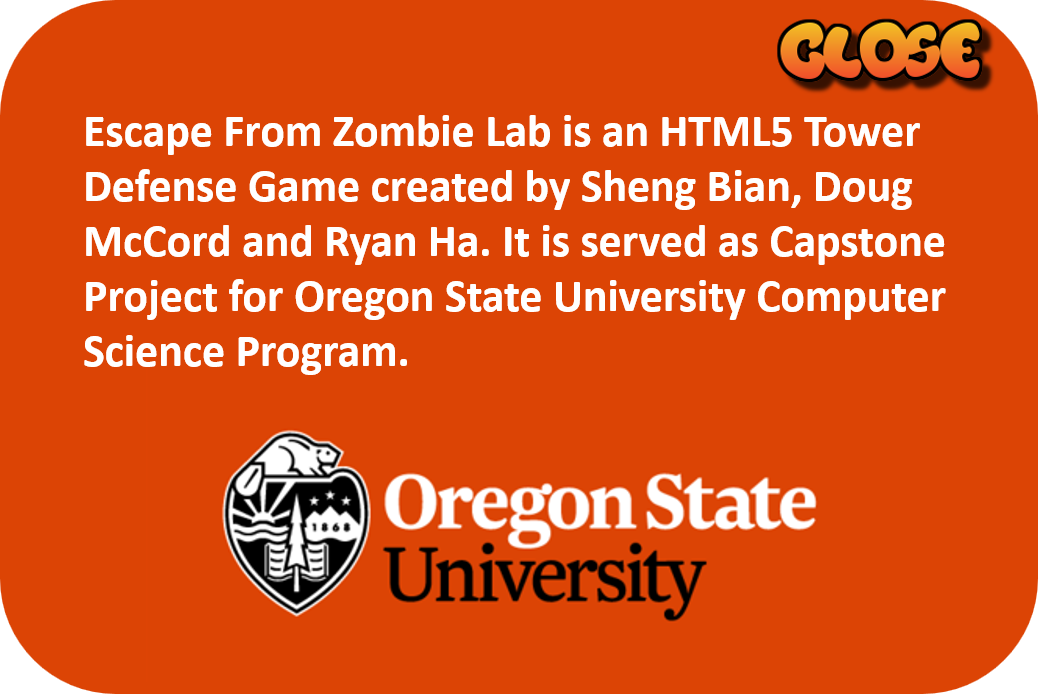 CLOSE
Escape From Zombie Lab is an HTML5 Tower
Defense Game created by Sheng Bian, Doug
McCord and Ryan Ha. It is served as Capstone
Project for Oregon State University Computer
Science Program.
1868
Oregon State
University